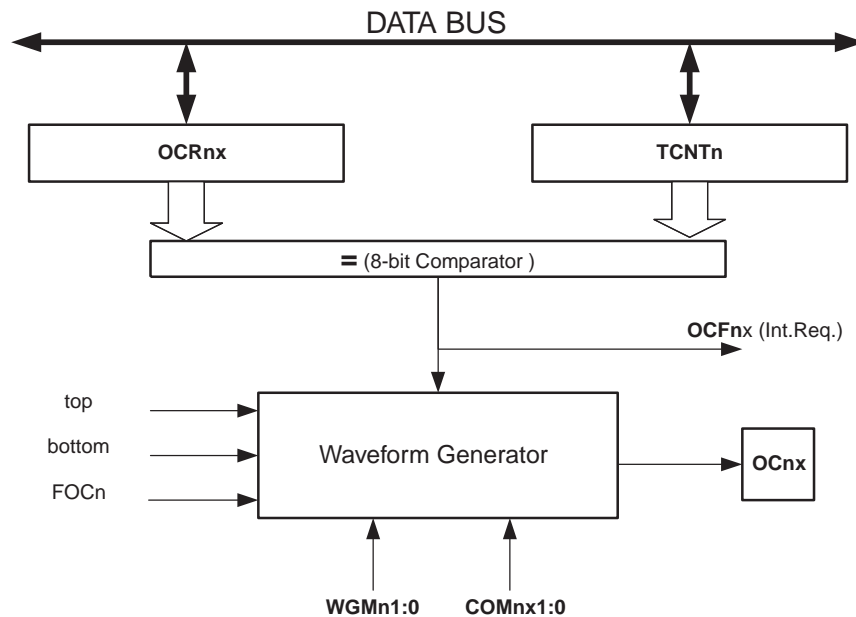 DATA BUS
OCRnx
TCNTn
= (8-bit Comparator )
OCFnx (Int.Req.)
top
bottom
FOCn
Waveform Generator
OCnx
WGMn1:0
COMnx1:0